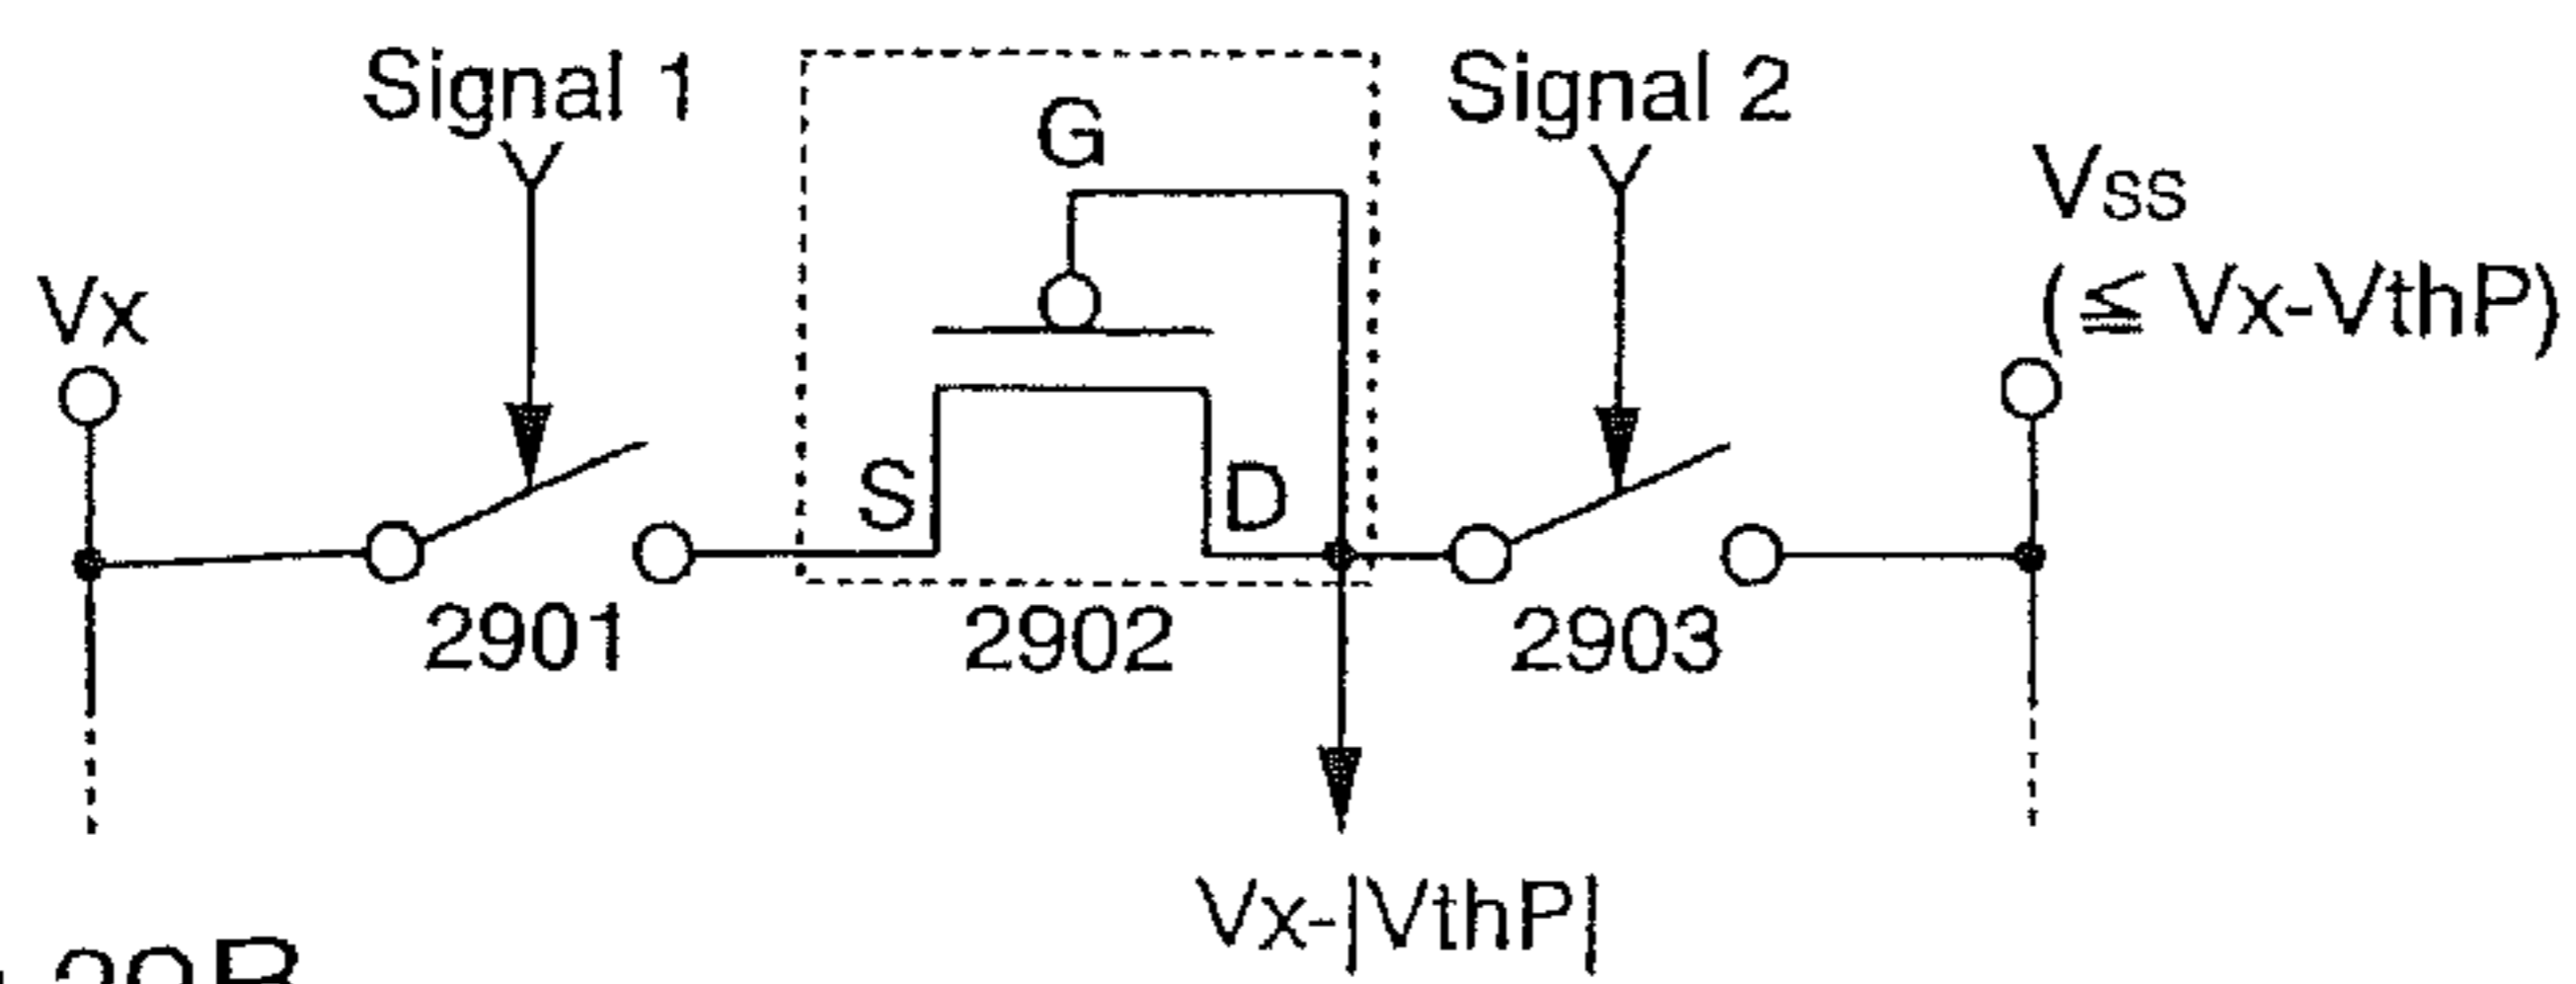 Signal 1
Signal 2
G
Vx
Vss
(≦ Vx-VthP)
S
D
2901
2902
2903
Vx-|VthP|